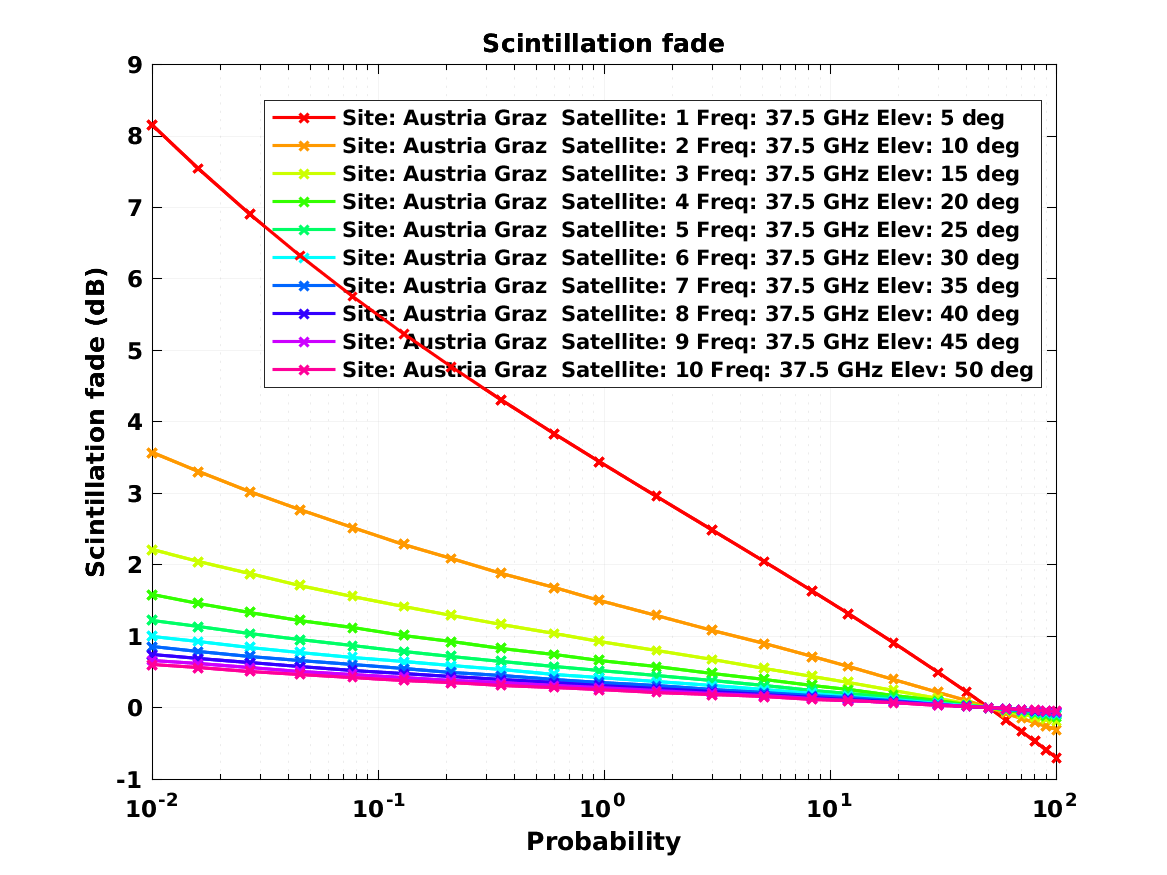 Scintillation fade
9
8
7
6
5
4
3
2
1
0
-1
Scintillation fade (dB)
Site: Austria Graz  Satellite: 1 Freq: 37.5 GHz Elev: 5 deg
Site: Austria Graz  Satellite: 2 Freq: 37.5 GHz Elev: 10 deg
Site: Austria Graz  Satellite: 3 Freq: 37.5 GHz Elev: 15 deg
Site: Austria Graz  Satellite: 4 Freq: 37.5 GHz Elev: 20 deg
Site: Austria Graz  Satellite: 5 Freq: 37.5 GHz Elev: 25 deg
Site: Austria Graz  Satellite: 6 Freq: 37.5 GHz Elev: 30 deg
Site: Austria Graz  Satellite: 7 Freq: 37.5 GHz Elev: 35 deg
Site: Austria Graz  Satellite: 8 Freq: 37.5 GHz Elev: 40 deg
Site: Austria Graz  Satellite: 9 Freq: 37.5 GHz Elev: 45 deg
Site: Austria Graz  Satellite: 10 Freq: 37.5 GHz Elev: 50 deg
10^-2 10^-1 10^0 10^1 10^2
Probability